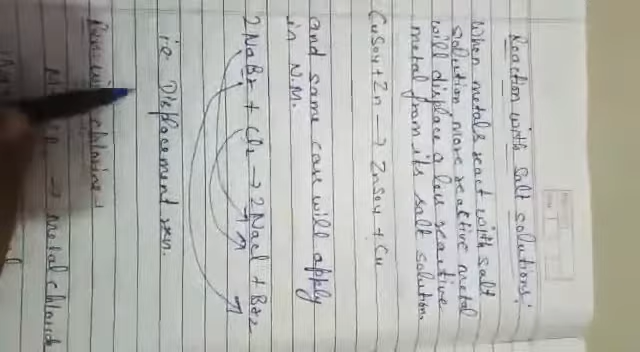 Reaction with salt solutions:
When metals react with salt
solution, more reactive metal
will displace a less reactive
metal from its salt solution.
CuSO4 + Zn → ZnSO4 + Cu
and same case will apply
in N.M.
2NaBr + Cl2 → 2NaCl + Br2
i.e. Displacement rxn.
Rxn with chlorine →
→ Metal chloride